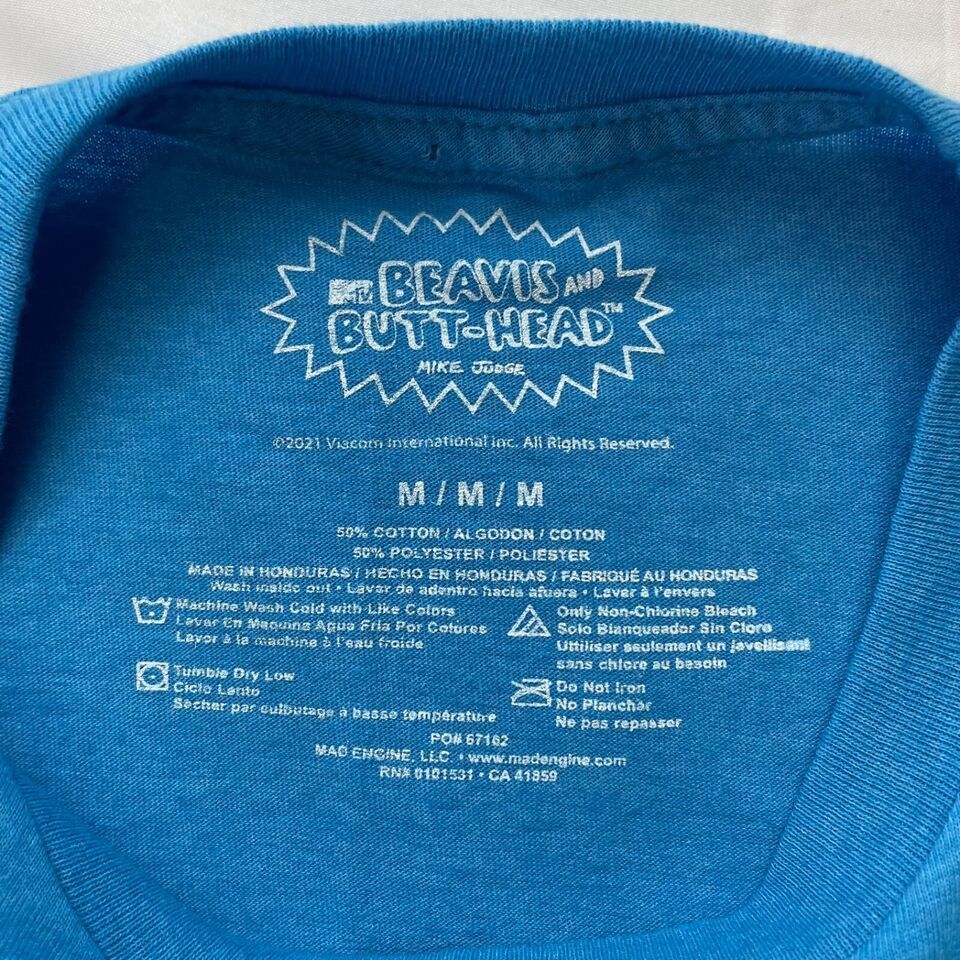 MTV BEAVIS AND
BUTT-HEAD™
MIKE JUDGE
©2021 Viacom International Inc. All Rights Reserved.
M / M / M
50% COTTON / ALGODON / COTON
50% POLYESTER / POLIESTER
MADE IN HONDURAS / HECHO EN HONDURAS / FABRIQUÉ AU HONDURAS
Wash inside out • Lavar de adentro hacia afuera • Laver à l'envers
Machine Wash Cold with Like Colors
Lavar En Maquina Agua Fria Por Colores
Laver à la machine à l'eau froide
Only Non-Chlorine Bleach
Solo Blanqueador Sin Cloro
Utiliser seulement un javellisant
sans chlore au besoin
Tumble Dry Low
Ciclo Lento
Sécher par culbutage à basse température
Do Not Iron
No Planchar
Ne pas repasser
PO# 67162
MAD ENGINE, LLC. • www.madengine.com
RN# 0101531 • CA 41859